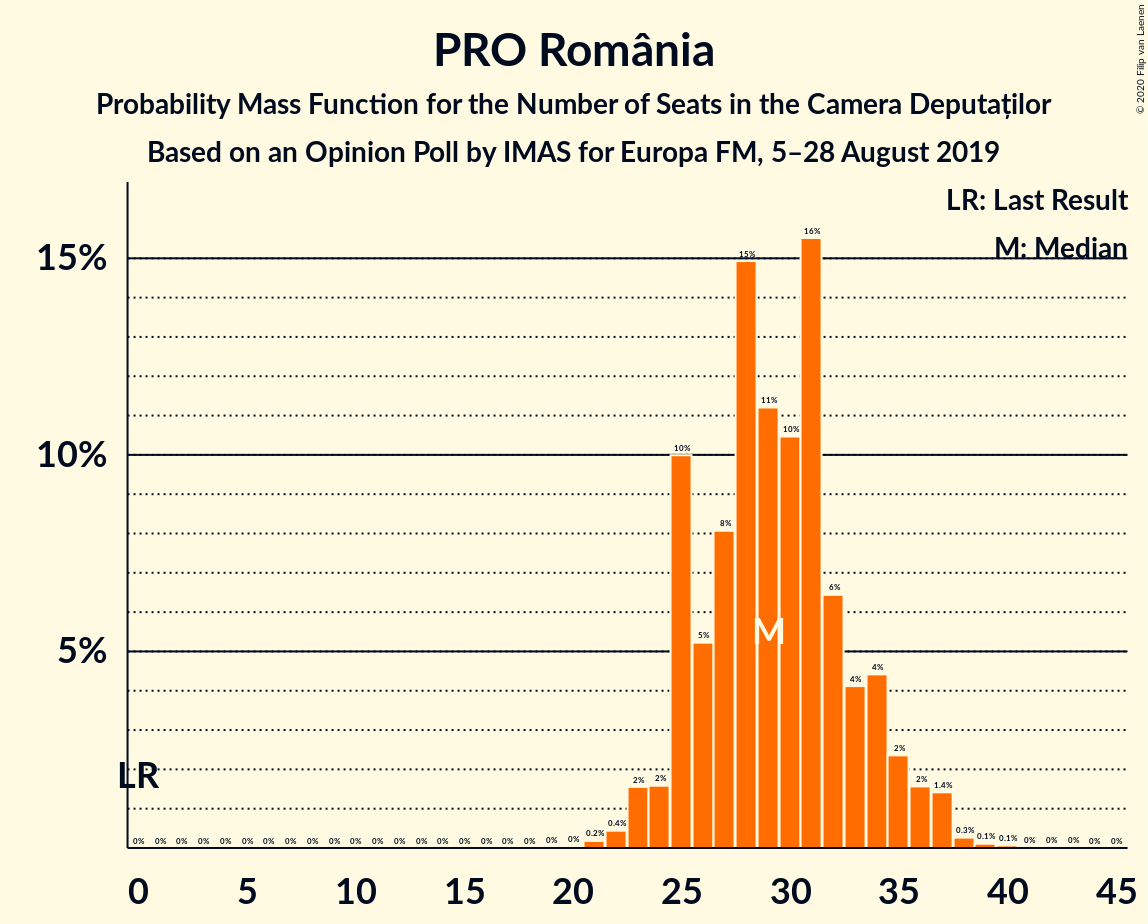 PRO România
Probability Mass Function for the Number of Seats in the Camera Deputaților
Based on an Opinion Poll by IMAS for Europa FM, 5–28 August 2019
© 2020 Filip van Laenen
LR: Last Result
M: Median
15%
10%
5%
16%
15%
11%
10%
10%
8%
6%
5%
4%
4%
M
2%
2%
2%
2%
1.4%
LR
0% 0% 0% 0% 0% 0% 0% 0% 0% 0% 0% 0% 0% 0% 0% 0% 0% 0% 0% 0% 0% 0.2% 0.4% 0.3% 0.1% 0.1% 0% 0% 0% 0% 0%
0 5 10 15 20 25 30 35 40 45